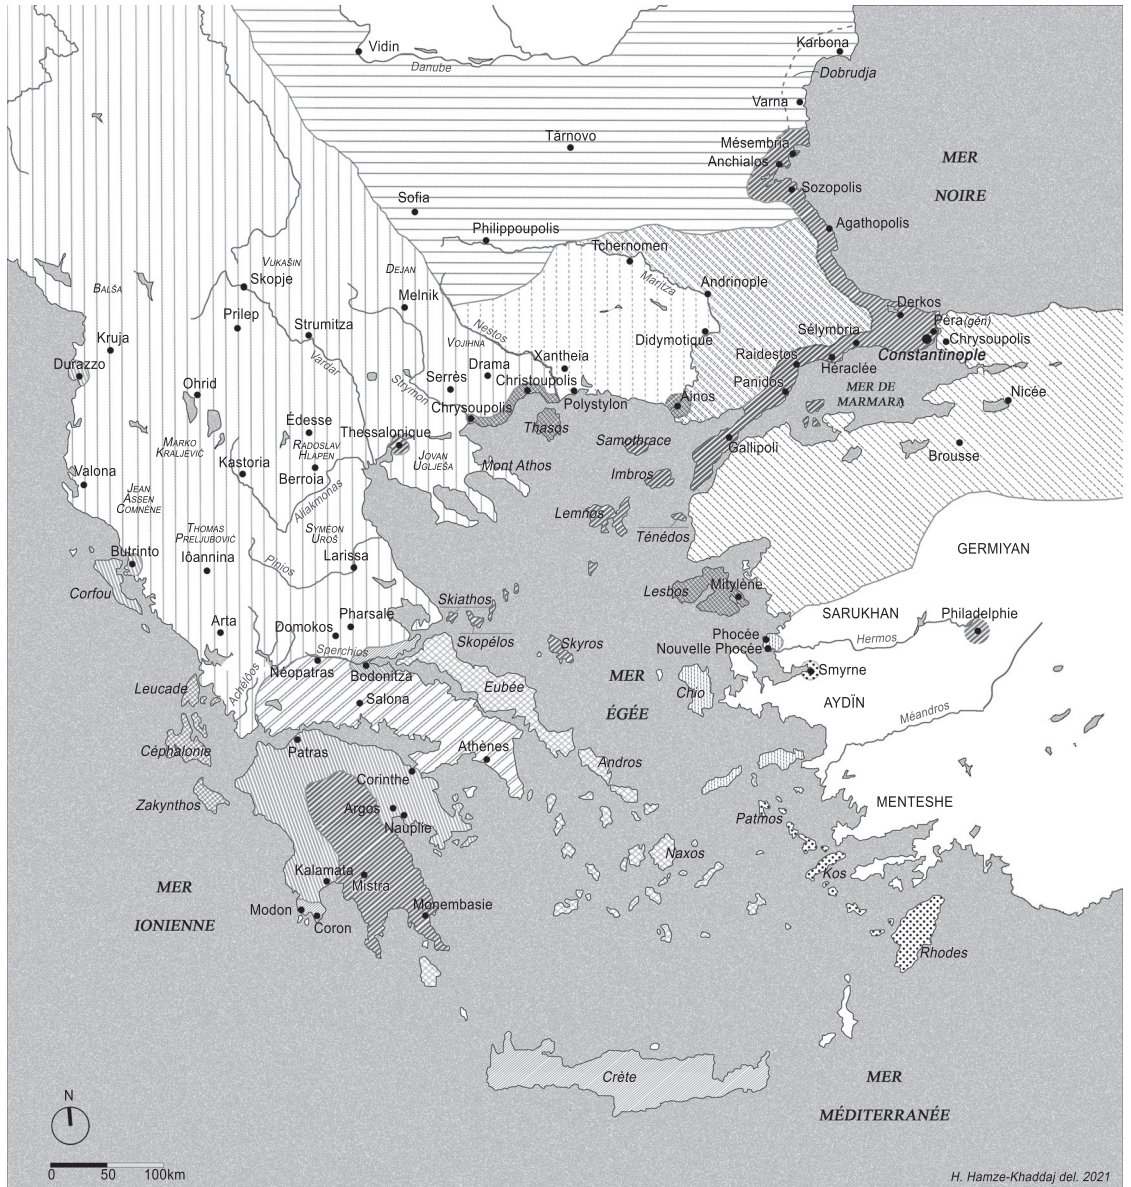 Vidin
Danube
Karbona
Dobrudja
Varna
Tărnovo
Mésembria
Anchialos
MER
NOIRE
Sozopolis
Sofia
Agathopolis
Philippoupolis
Tchernomen
VUKAŠIN
DEJAN
Skopje
Maritza
Andrinople
BALŠA
Melnik
Derkos
Prilep
Strumitza
Nestos
Péra(gén)
Kruja
VOJIHNA
Didymotique
Sélymbria
Chrysoupolis
Constantinople
Durazzo
Vardar
Drama
Xantheia
Raidestos
Héraclée
Ohrid
Serrès
Christoupolis
Panidos
MER DE
MARMARA
Nicée
Strymon
Chrysoupolis
Polystylon
Ainos
Édesse
Thessalonique
Thasos
Samothrace
Gallipoli
Brousse
MARKO
KRALJEVIĆ
RADOSLAV
HLAPEN
JOVAN
UGLJEŠA
Mont Athos
Imbros
Valona
Kastoria
Berroia
Aliakmonas
JEAN
ASSEN
COMNÈNE
Lemnos
Ténédos
THOMAS
PRELJUBOVIĆ
SYMÉON
UROŠ
Butrinto
Iôannina
Pinios
Larissa
GERMIYAN
Corfou
Skiathos
Lesbos
Mitylène
SARUKHAN
Philadelphie
Arta
Domokos
Pharsale
Skopélos
Skyros
Phocée
Nouvelle Phocée
Hermos
Sperchios
Néopatras
Bodonitza
Smyrne
Leucade
Achélôos
Salona
Eubée
MER
ÉGÉE
Chio
AYDÏN
Méandros
Céphalonie
Patras
Athènes
Andros
Corinthe
Zakynthos
Argos
Nauplie
Patmos
MENTESHE
Naxos
Kos
Kalamata
Mistra
MER
IONIENNE
Modon
Coron
Monembasie
Rhodes
Crète
MER
MÉDITERRANÉE
N
0 50 100km
H. Hamze-Khaddaj del. 2021